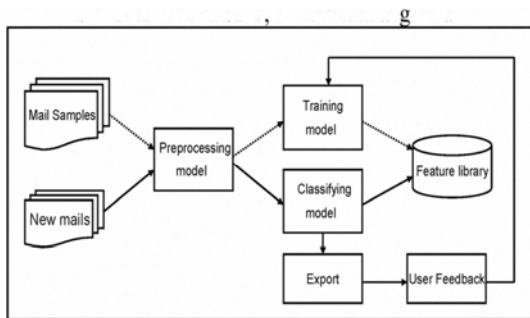 , g
Mail Samples
Training
model
Preprocessing
model
New mails
Classifying
model
Feature library
Export
User Feedback